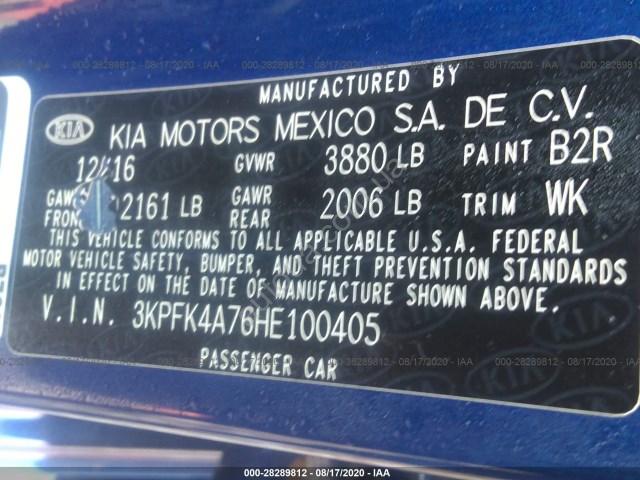 000-28289812 - 08/17/2020 - IAA
MANUFACTURED BY
KIA KIA MOTORS MEXICO S.A. DE C.V.
12/16 GVWR 3880 LB PAINT B2R
GAWR FRONT 2161 LB GAWR REAR 2006 LB TRIM WK
THIS VEHICLE CONFORMS TO ALL APPLICABLE U.S.A. FEDERAL
MOTOR VEHICLE SAFETY, BUMPER, AND THEFT PREVENTION STANDARDS
IN EFFECT ON THE DATE OF MANUFACTURE SHOWN ABOVE.
V.I.N. 3KPFK4A76HE100405
PASSENGER CAR
000-28289812 - 08/17/2020 - IAA